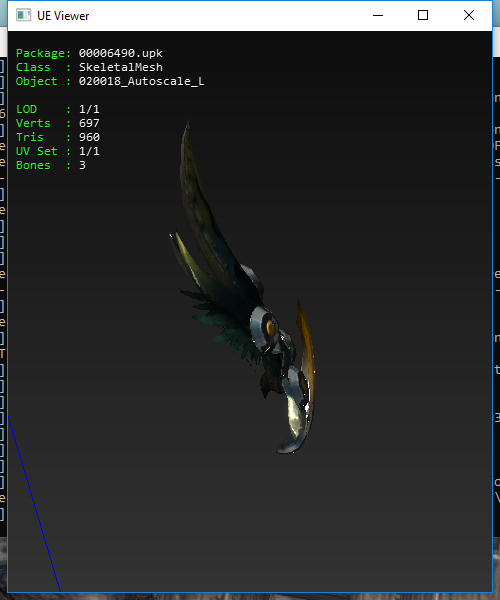 UE Viewer
Package: 00006490.upk
Class : SkeletalMesh
Object : 020018_Autoscale_L
LOD : 1/1
Verts : 697
Tris : 960
UV Set : 1/1
Bones : 3